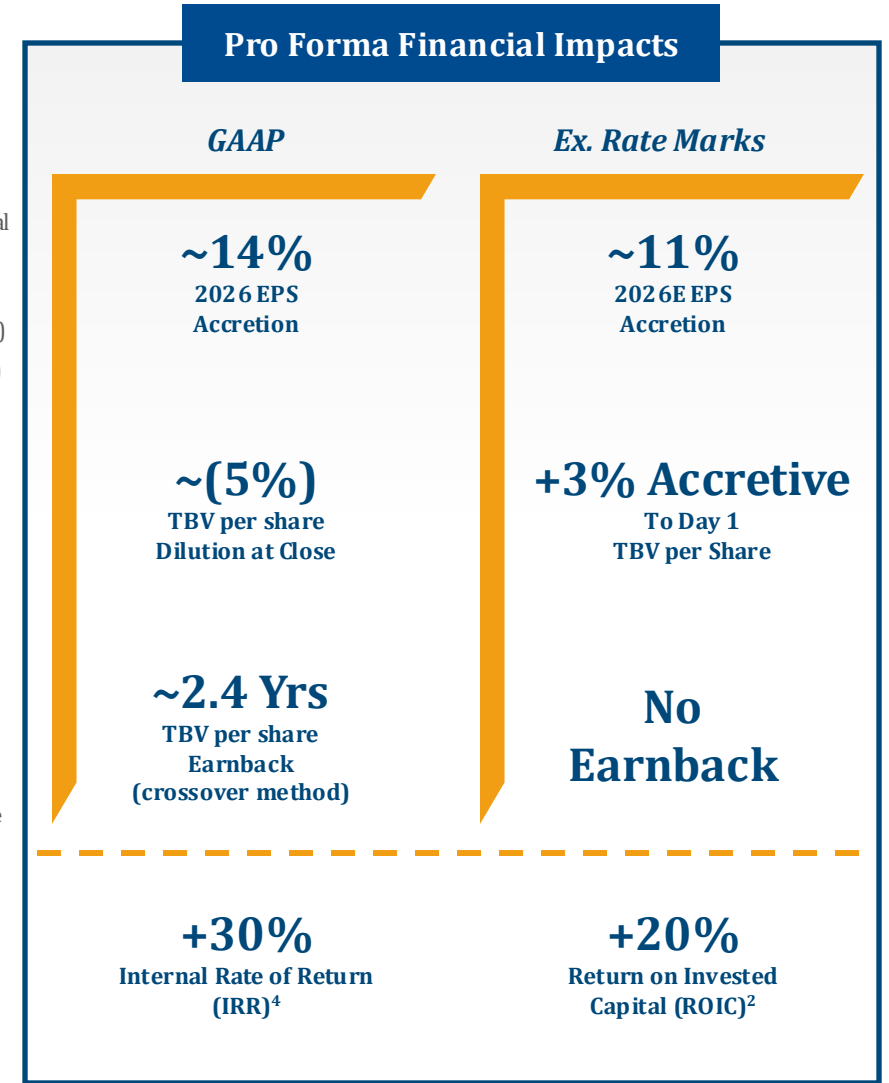 Pro Forma Financial Impacts
GAAP
~14%
2026 EPS
Accretion
~(5%)
TBV per share
Dilution at Close
~2.4 Yrs
TBV per share
Earnback
(crossover method)
Ex. Rate Marks
~11%
2026E EPS
Accretion
+3% Accretive
To Day 1
TBV per Share
No
Earnback
+30%
Internal Rate of Return
(IRR)⁴
+20%
Return on Invested
Capital (ROIC)²